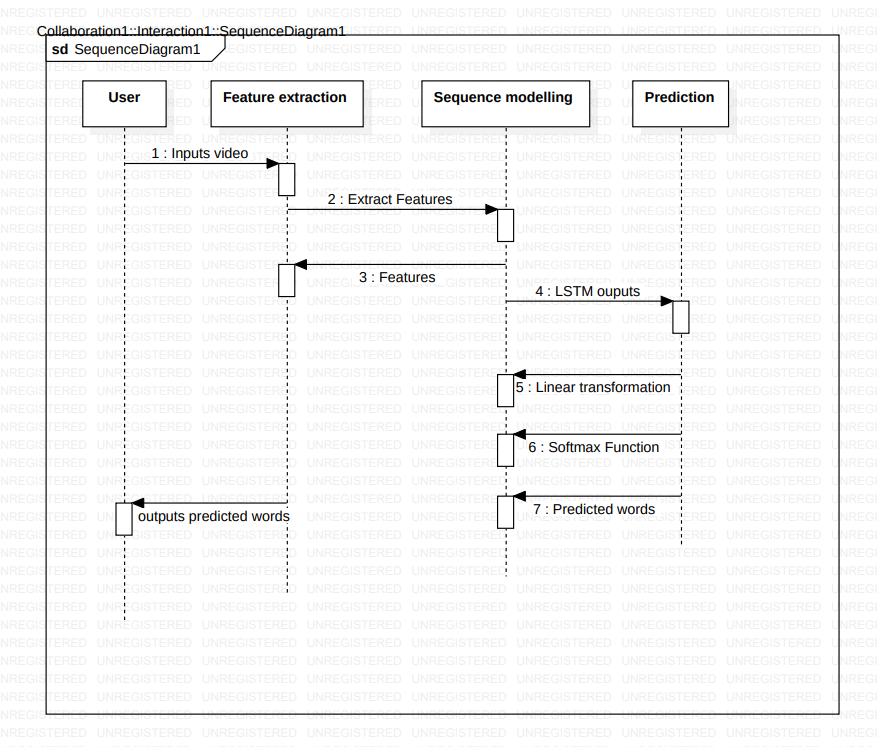 Collaboration1::Interaction1::SequenceDiagram1
sd SequenceDiagram1
User
Feature extraction
Sequence modelling
Prediction
1 : Inputs video
2 : Extract Features
3 : Features
4 : LSTM ouputs
5 : Linear transformation
6 : Softmax Function
7 : Predicted words
outputs predicted words
UNREGISTERED